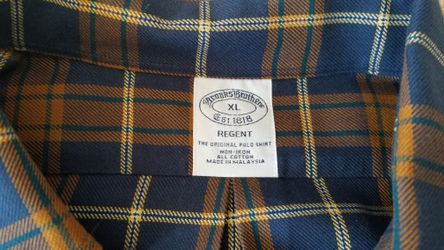 Brooks Brothers
XL
EST. 1818
REGENT
THE ORIGINAL POLO SHIRT
NON-IRON
ALL COTTON
MADE IN MALAYSIA